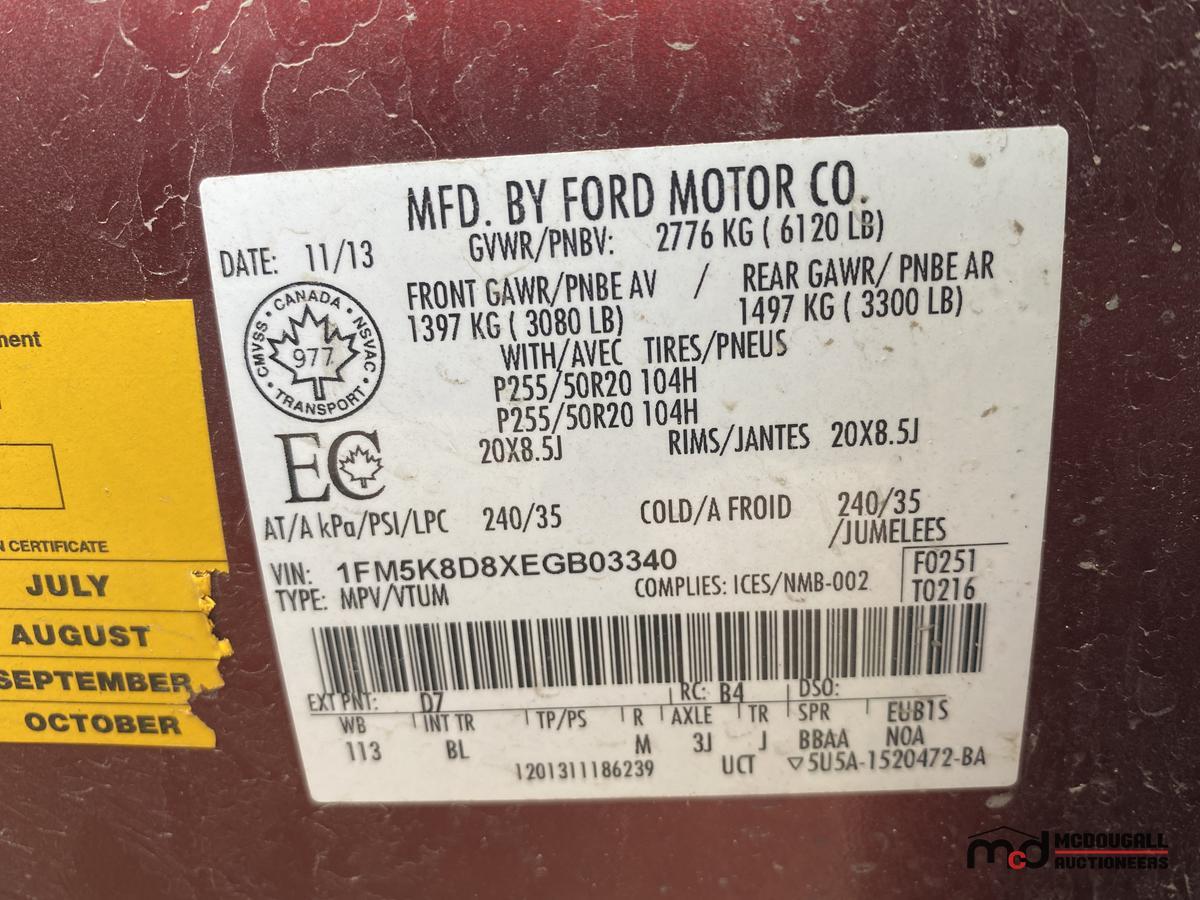 MFD. BY FORD MOTOR CO.
DATE: 11/13
GVWR/PNBV: 2776 KG ( 6120 LB)
FRONT GAWR/PNBE AV / REAR GAWR/ PNBE AR
1397 KG ( 3080 LB) 1497 KG ( 3300 LB)
WITH/AVEC TIRES/PNEUS
P255/50R20 104H
P255/50R20 104H
20X8.5J RIMS/JANTES 20X8.5J
CANADA · NSVAC · TRANSPORT · CMVSS
977
EC
AT/A kPa/PSI/LPC 240/35 COLD/A FROID 240/35
/JUMELEES
VIN: 1FM5K8D8XEGB03340
F0251
TYPE: MPV/VTUM COMPLIES: ICES/NMB-002
T0216
EXT PNT: D7 RC: B4 DSO:
WB INT TR TP/PS R AXLE TR SPR EUB1S
113 BL M 3J J BBAA NOA
1201311186239 UCT ▽5U5A-1520472-BA
ment
N CERTIFICATE
JULY
AUGUST
SEPTEMBER
OCTOBER
mcd MCDOUGALL
AUCTIONEERS